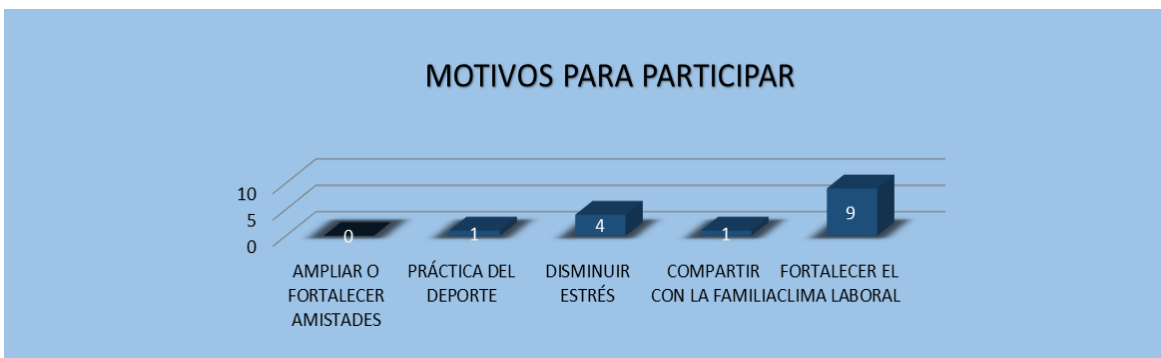 MOTIVOS PARA PARTICIPAR
10
5
0
0
1
4
1
9
AMPLIAR O
FORTALECER
AMISTADES
PRÁCTICA DEL
DEPORTE
DISMINUIR
ESTRÉS
COMPARTIR
CON LA FAMILIA
FORTALECER EL
CLIMA LABORAL